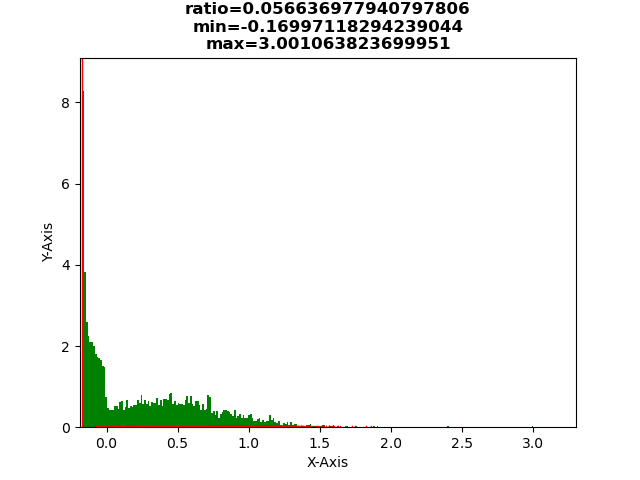 ratio=0.056636977940797806
min=-0.16997118294239044
max=3.001063823699951
8
6
4
2
0
Y-Axis
0.0 0.5 1.0 1.5 2.0 2.5 3.0
X-Axis